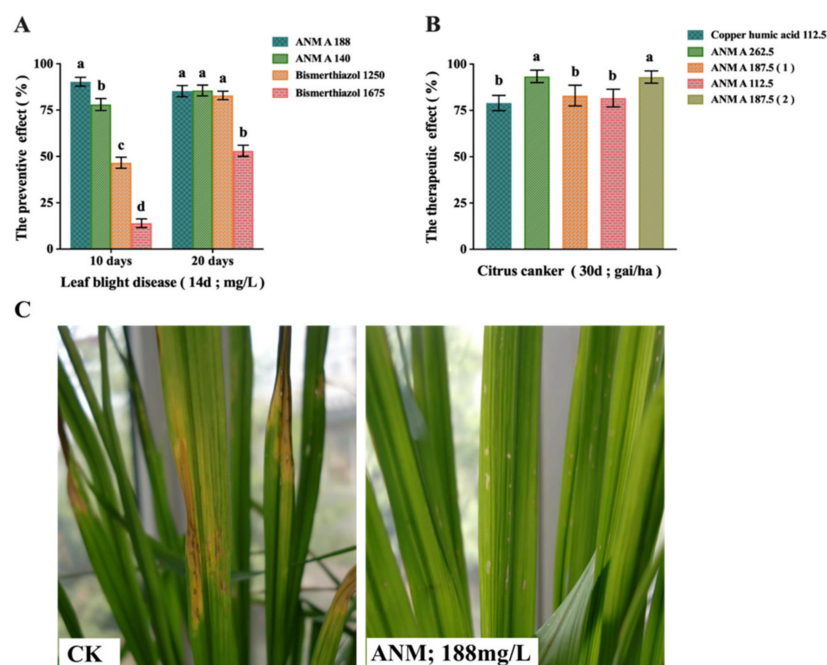 A
ANM A 188
ANM A 140
Bismerthiazol 1250
Bismerthiazol 1675
The preventive effect ( % )
100
75
50
25
0
a
b
c
d
a
a
a
b
10 days
20 days
Leaf blight disease ( 14d ; mg/L )
B
Copper humic acid 112.5
ANM A 262.5
ANM A 187.5 ( 1 )
ANM A 112.5
ANM A 187.5 ( 2 )
The therapeutic effect ( % )
100
75
50
25
0
b
a
b
b
a
Citrus canker ( 30d ; gai/ha )
C
CK
ANM; 188mg/L